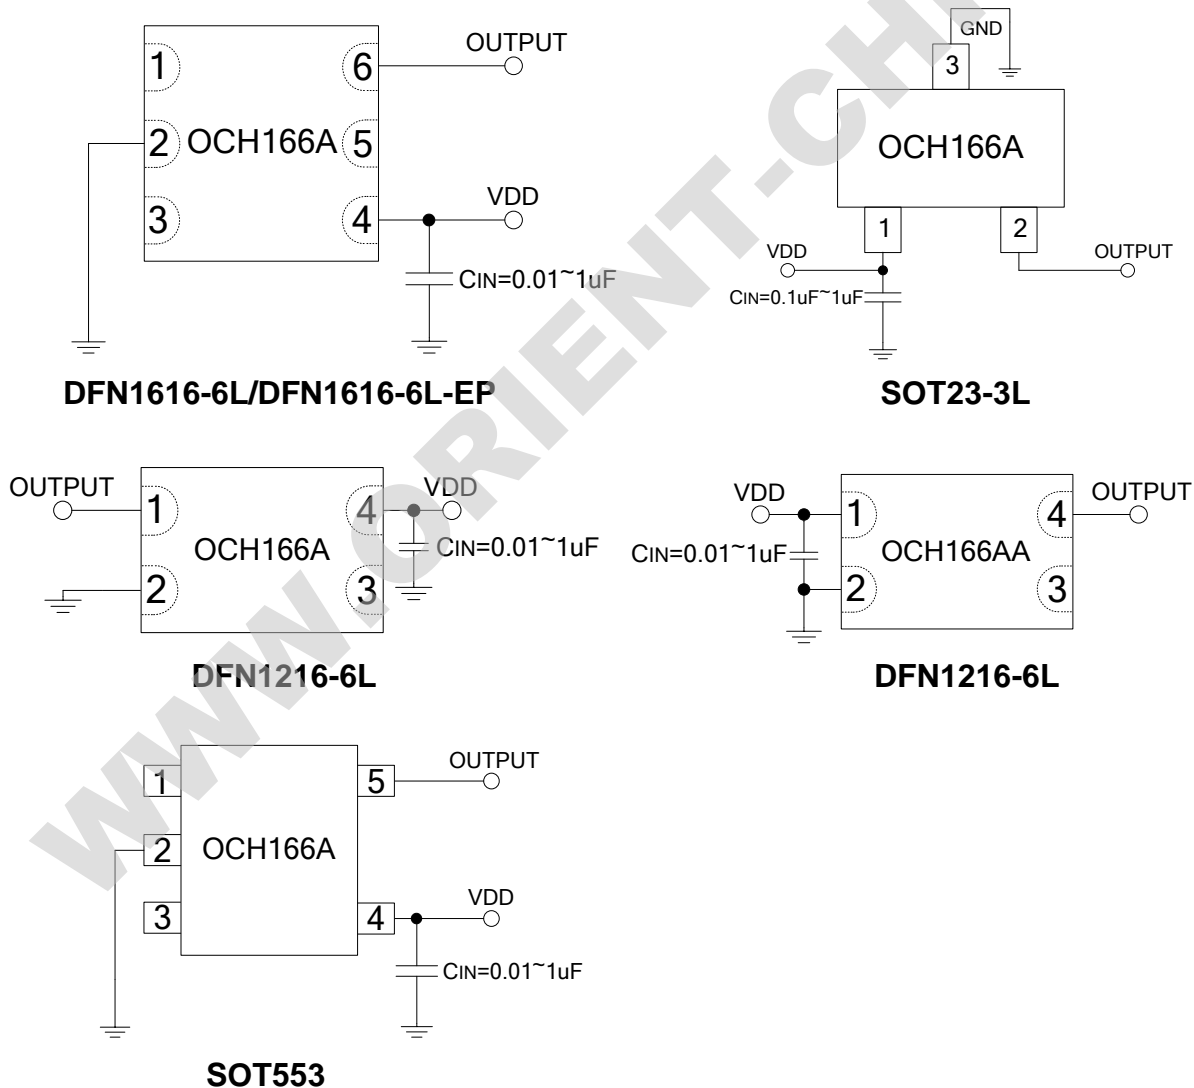 OUTPUT
1
6
2
OCH166A
5
VDD
3
4
CIN=0.01~1uF
DFN1616-6L/DFN1616-6L-EP
GND
3
OCH166A
1
2
VDD
OUTPUT
CIN=0.1uF~1uF
SOT23-3L
OUTPUT
VDD
1
4
OCH166A
CIN=0.01~1uF
2
3
DFN1216-6L
VDD
OUTPUT
1
4
OCH166AA
CIN=0.01~1uF
2
3
DFN1216-6L
OUTPUT
1
5
2
OCH166A
VDD
3
4
CIN=0.01~1uF
SOT553
WWW.ORIENT-CH